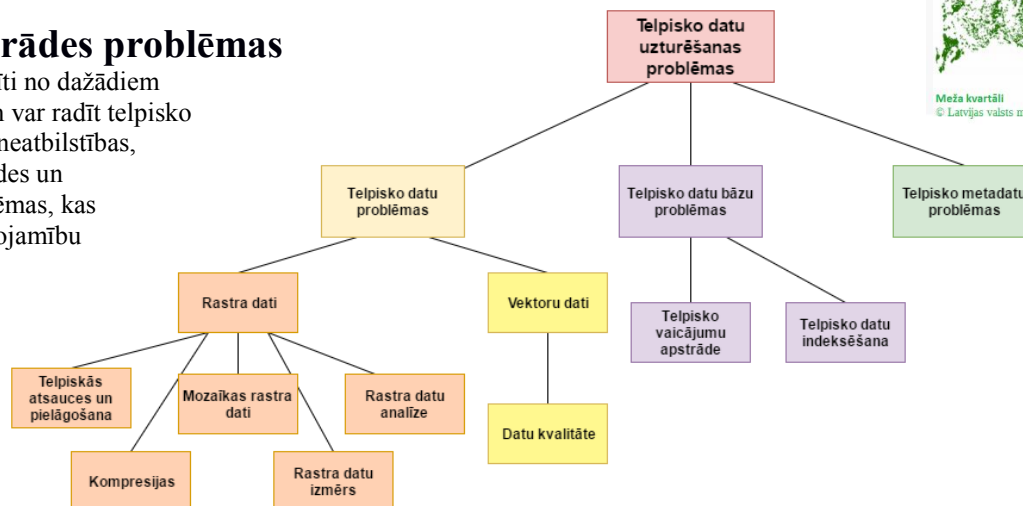 rādes problēmas
īti no dažādiem
var radīt telpisko
neatbilstības,
des un
ēmas, kas
ojamību
Telpisko datu
uzturēšanas
problēmas
Meža kvartāli
© Latvijas valsts m
Telpisko datu
problēmas
Telpisko datu bāzu
problēmas
Telpisko metadatu
problēmas
Rastra dati
Vektoru dati
Telpisko
vaicājumu
apstrāde
Telpisko datu
indeksēšana
Telpiskās
atsauces un
pielāgošana
Mozaīkas rastra
dati
Rastra datu
analīze
Datu kvalitāte
Kompresijas
Rastra datu
izmērs